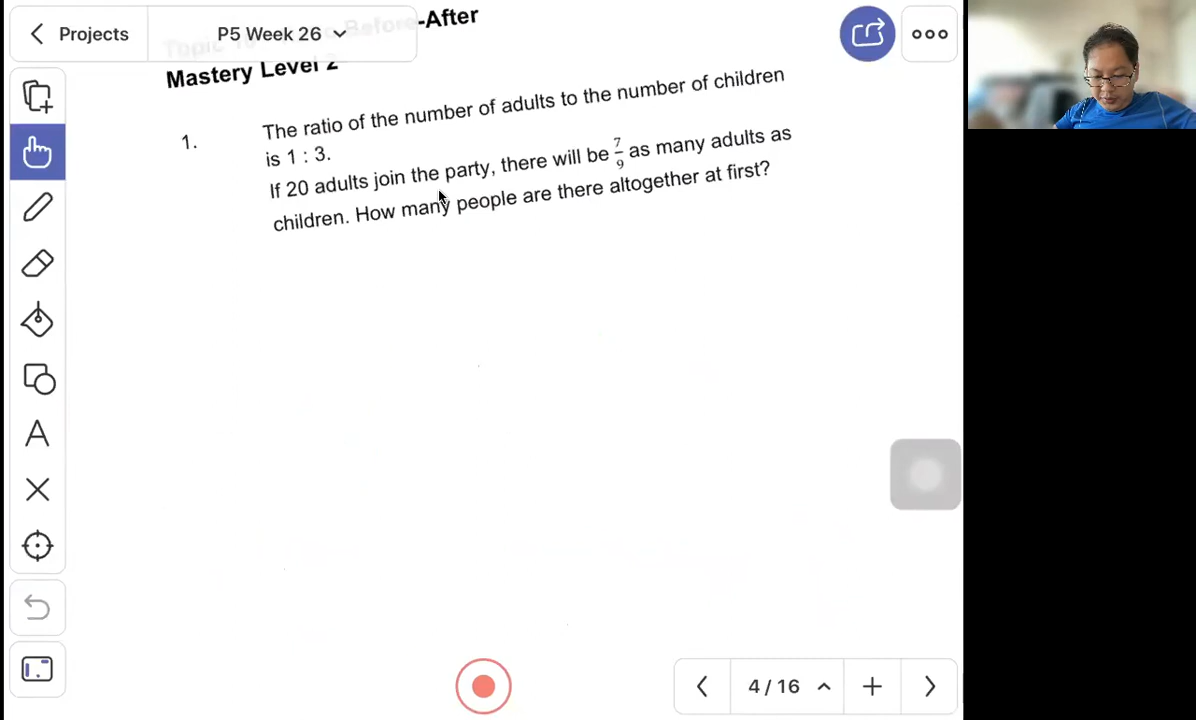 Projects
P5 Week 26
Before-After
Mastery Level 2
1.
The ratio of the number of adults to the number of children
is 1 : 3.
If 20 adults join the party, there will be 7/9 as many adults as
children. How many people are there altogether at first?
A
4 / 16